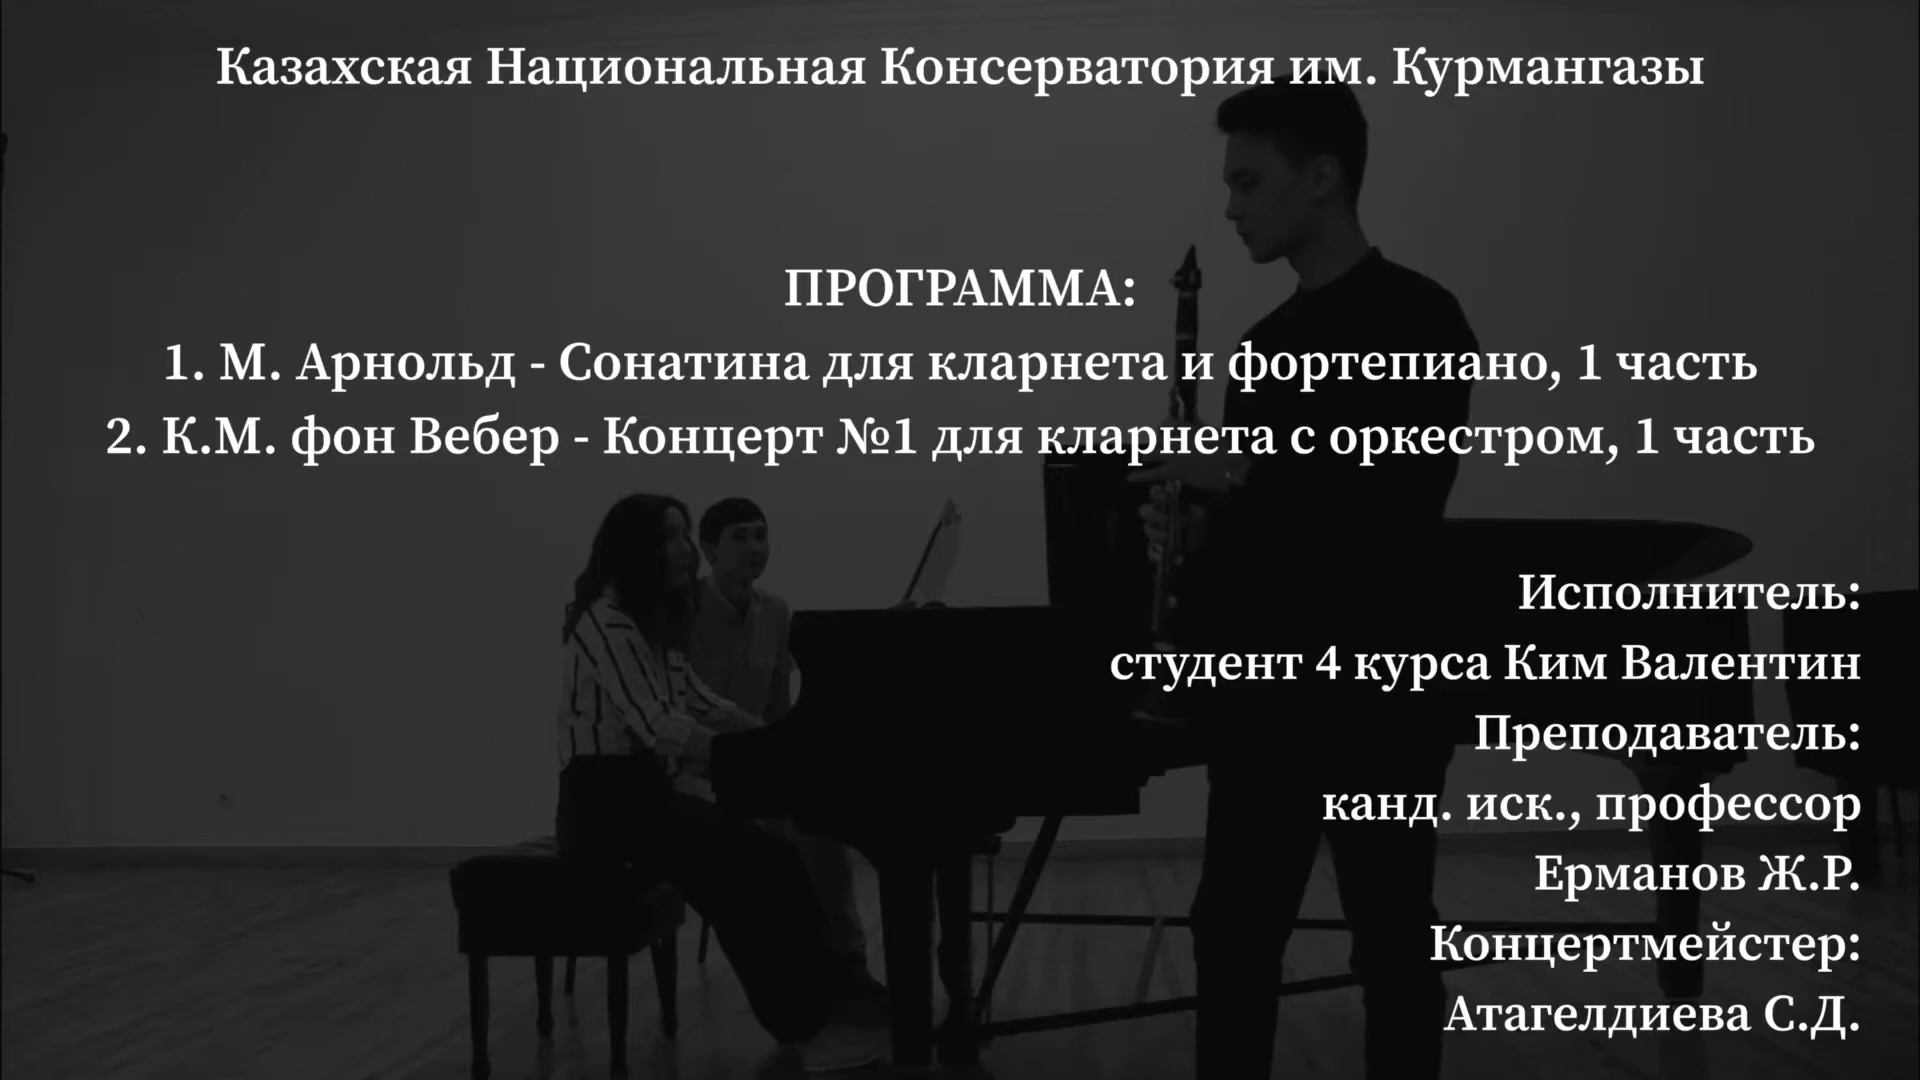 Казахская Национальная Консерватория им. Курмангазы
ПРОГРАММА:
1. М. Арнольд - Сонатина для кларнета и фортепиано, 1 часть
2. К.М. фон Вебер - Концерт №1 для кларнета с оркестром, 1 часть
Исполнитель:
студент 4 курса Ким Валентин
Преподаватель:
канд. иск., профессор
Ерманов Ж.Р.
Концертмейстер:
Атагелдиева С.Д.